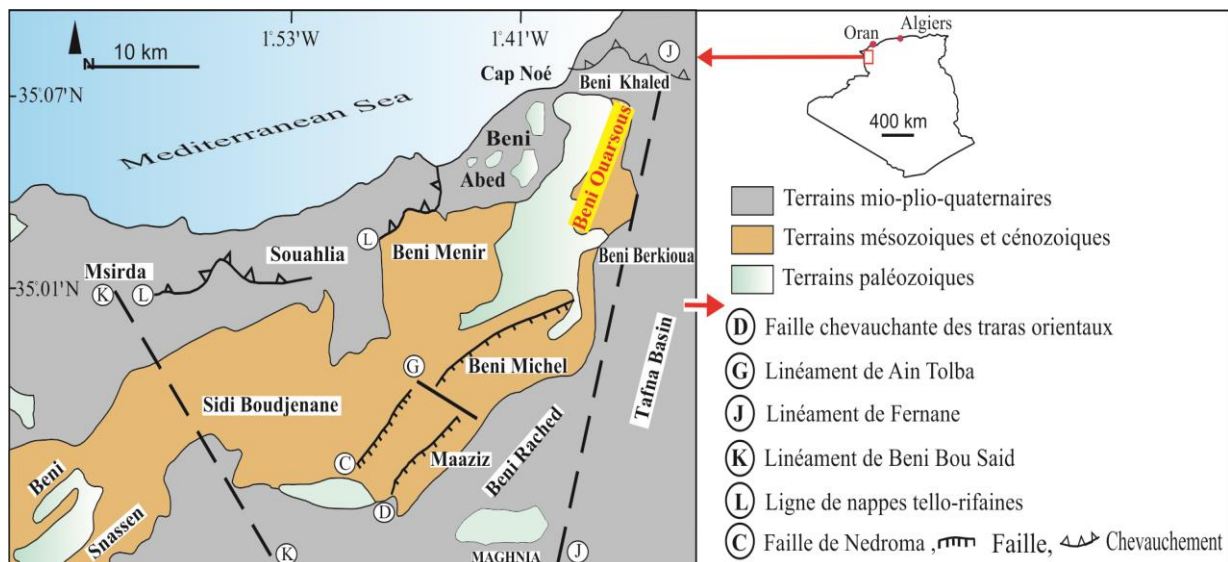 10 km
N
1°53'W
1°41'W
35°07'N
35°01'N
Mediterranean Sea
Cap Noé
J
Beni Khaled
Beni
Abed
Beni Ouarsous
L
Beni Menir
Beni Berkioua
Souahlia
Msirda
K
L
Tafna Basin
G
Beni Michel
Sidi Boudjenane
C
Maaziz
Beni Rached
D
Beni
Snassen
K
MAGHNIA
J
Oran
Algiers
400 km
Terrains mio-plio-quaternaires
Terrains mésozoiques et cénozoiques
Terrains paléozoiques
D Faille chevauchante des traras orientaux
G Linéament de Ain Tolba
J Linéament de Fernane
K Linéament de Beni Bou Said
L Ligne de nappes tello-rifaines
C Faille de Nedroma , Faille, Chevauchement